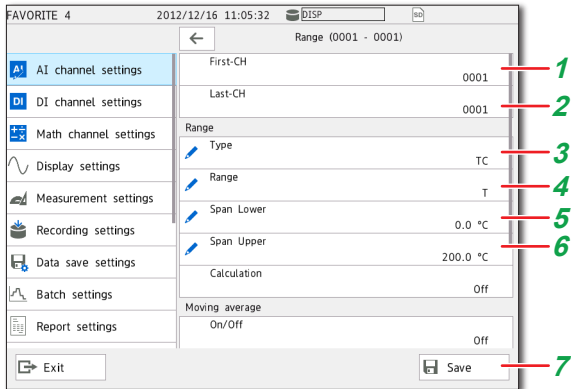 FAVORITE 4 2012/12/16 11:05:32 DISP SD
Range (0001 - 0001)
AI AI channel settings
DI DI channel settings
Math channel settings
Display settings
Measurement settings
Recording settings
Data save settings
Batch settings
Report settings
First-CH
0001
1
Last-CH
0001
2
Range
Type
TC
3
Range
T
4
Span Lower
0.0 °C
5
Span Upper
200.0 °C
6
Calculation
Off
Moving average
On/Off
Off
Exit
Save
7